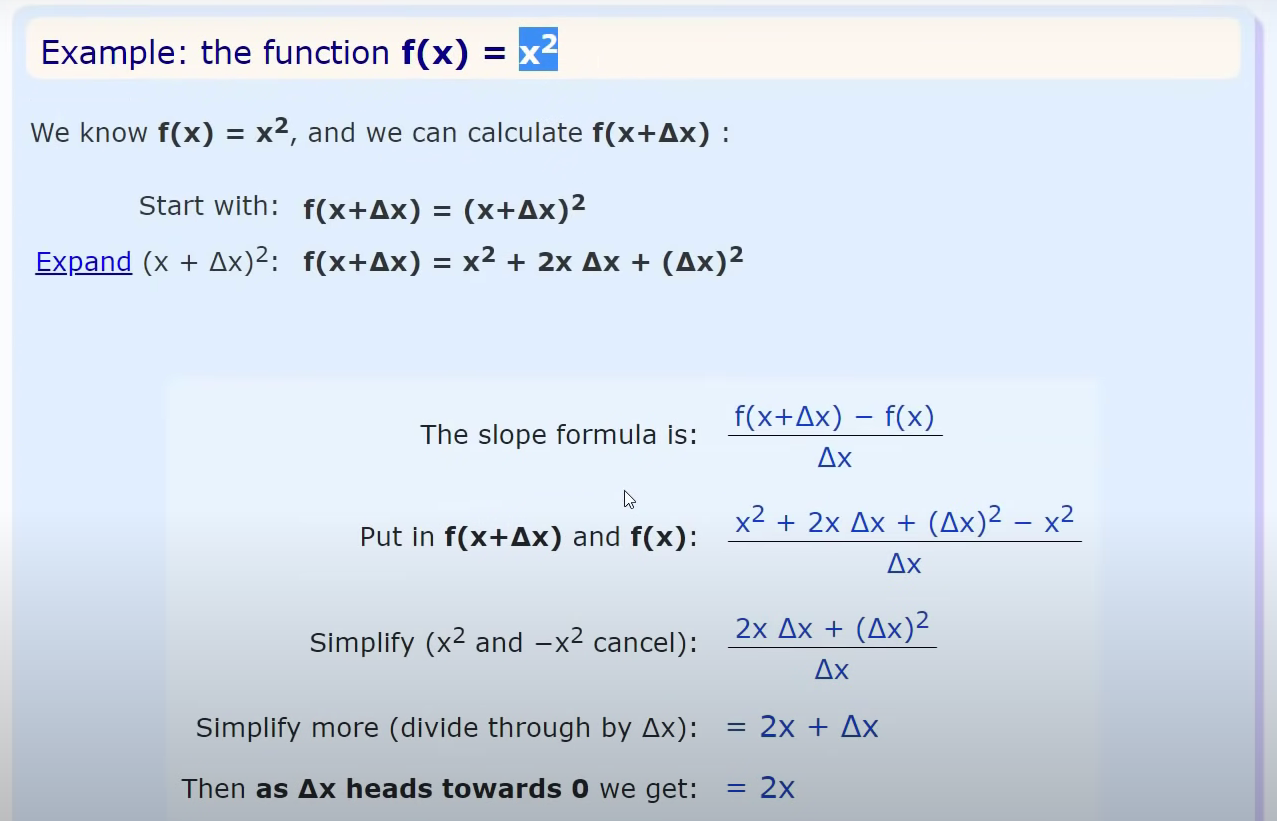 Example: the function f(x) = x²
We know f(x) = x², and we can calculate f(x+Δx) :
Start with: f(x+Δx) = (x+Δx)²
Expand (x + Δx)²: f(x+Δx) = x² + 2x Δx + (Δx)²
The slope formula is: f(x+Δx) − f(x)
Δx
Put in f(x+Δx) and f(x): x² + 2x Δx + (Δx)² − x²
Δx
Simplify (x² and −x² cancel): 2x Δx + (Δx)²
Δx
Simplify more (divide through by Δx): = 2x + Δx
Then as Δx heads towards 0 we get: = 2x